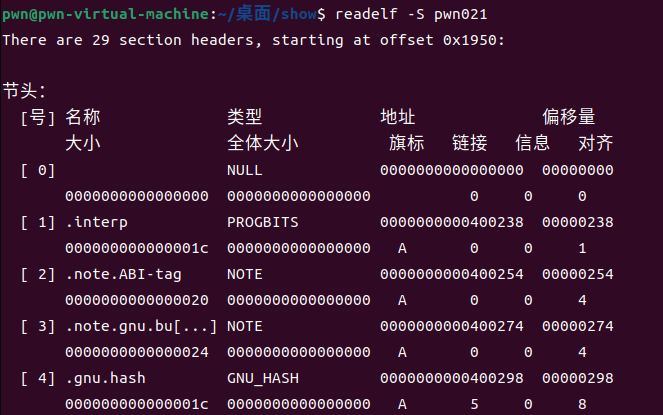 pwn@pwn-virtual-machine:~/桌面/show$ readelf -S pwn021
There are 29 section headers, starting at offset 0x1950:
节头：
[号] 名称 类型 地址 偏移量
大小 全体大小 旗标 链接 信息 对齐
[ 0] NULL 0000000000000000 00000000
0000000000000000 0000000000000000 0 0 0
[ 1] .interp PROGBITS 0000000000400238 00000238
000000000000001c 0000000000000000 A 0 0 1
[ 2] .note.ABI-tag NOTE 0000000000400254 00000254
0000000000000020 0000000000000000 A 0 0 4
[ 3] .note.gnu.bu[...] NOTE 0000000000400274 00000274
0000000000000024 0000000000000000 A 0 0 4
[ 4] .gnu.hash GNU_HASH 0000000000400298 00000298
000000000000001c 0000000000000000 A 5 0 8